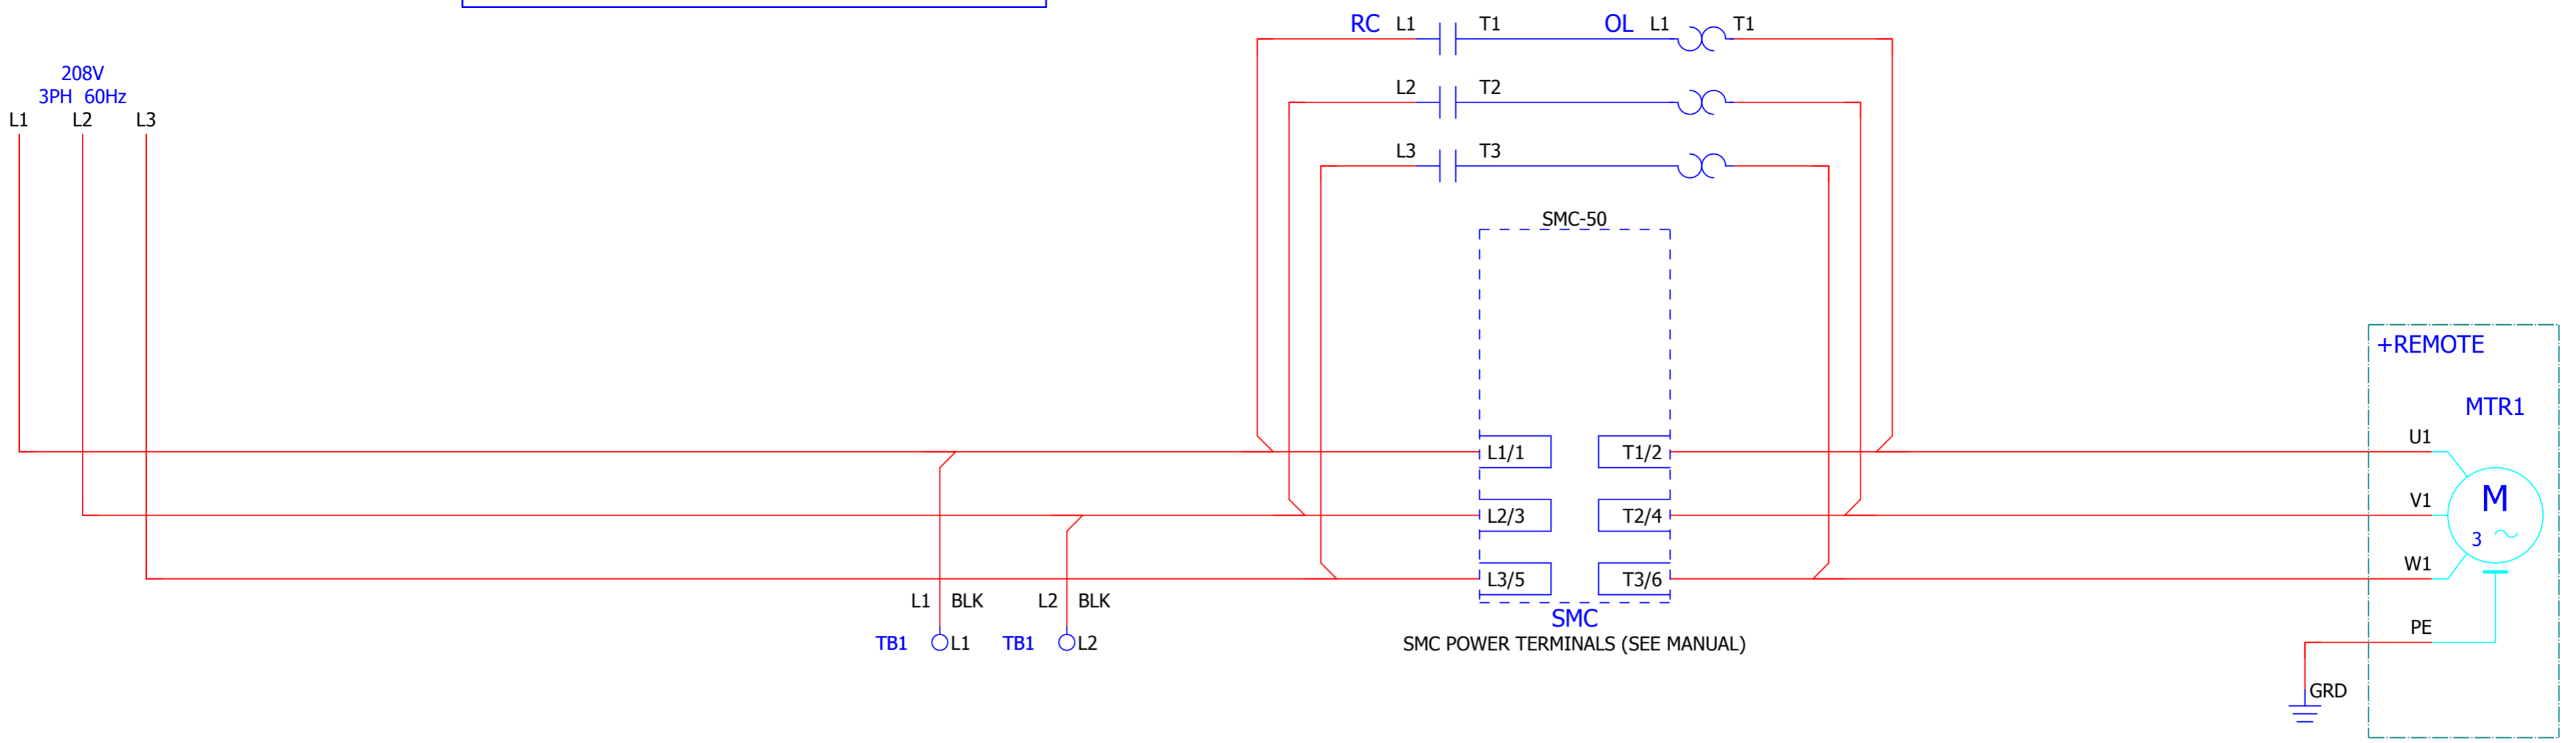 RC L1 T1 OL L1 T1
208V
3PH 60Hz
L1 L2 L3
L2 T2
L3 T3
SMC-50
+REMOTE
MTR1
U1
L1/1 T1/2
V1
M
L2/3 T2/4
3
W1
L3/5 T3/6
L1 BLK L2 BLK
SMC
PE
TB1 L1 TB1 L2
SMC POWER TERMINALS (SEE MANUAL)
GRD